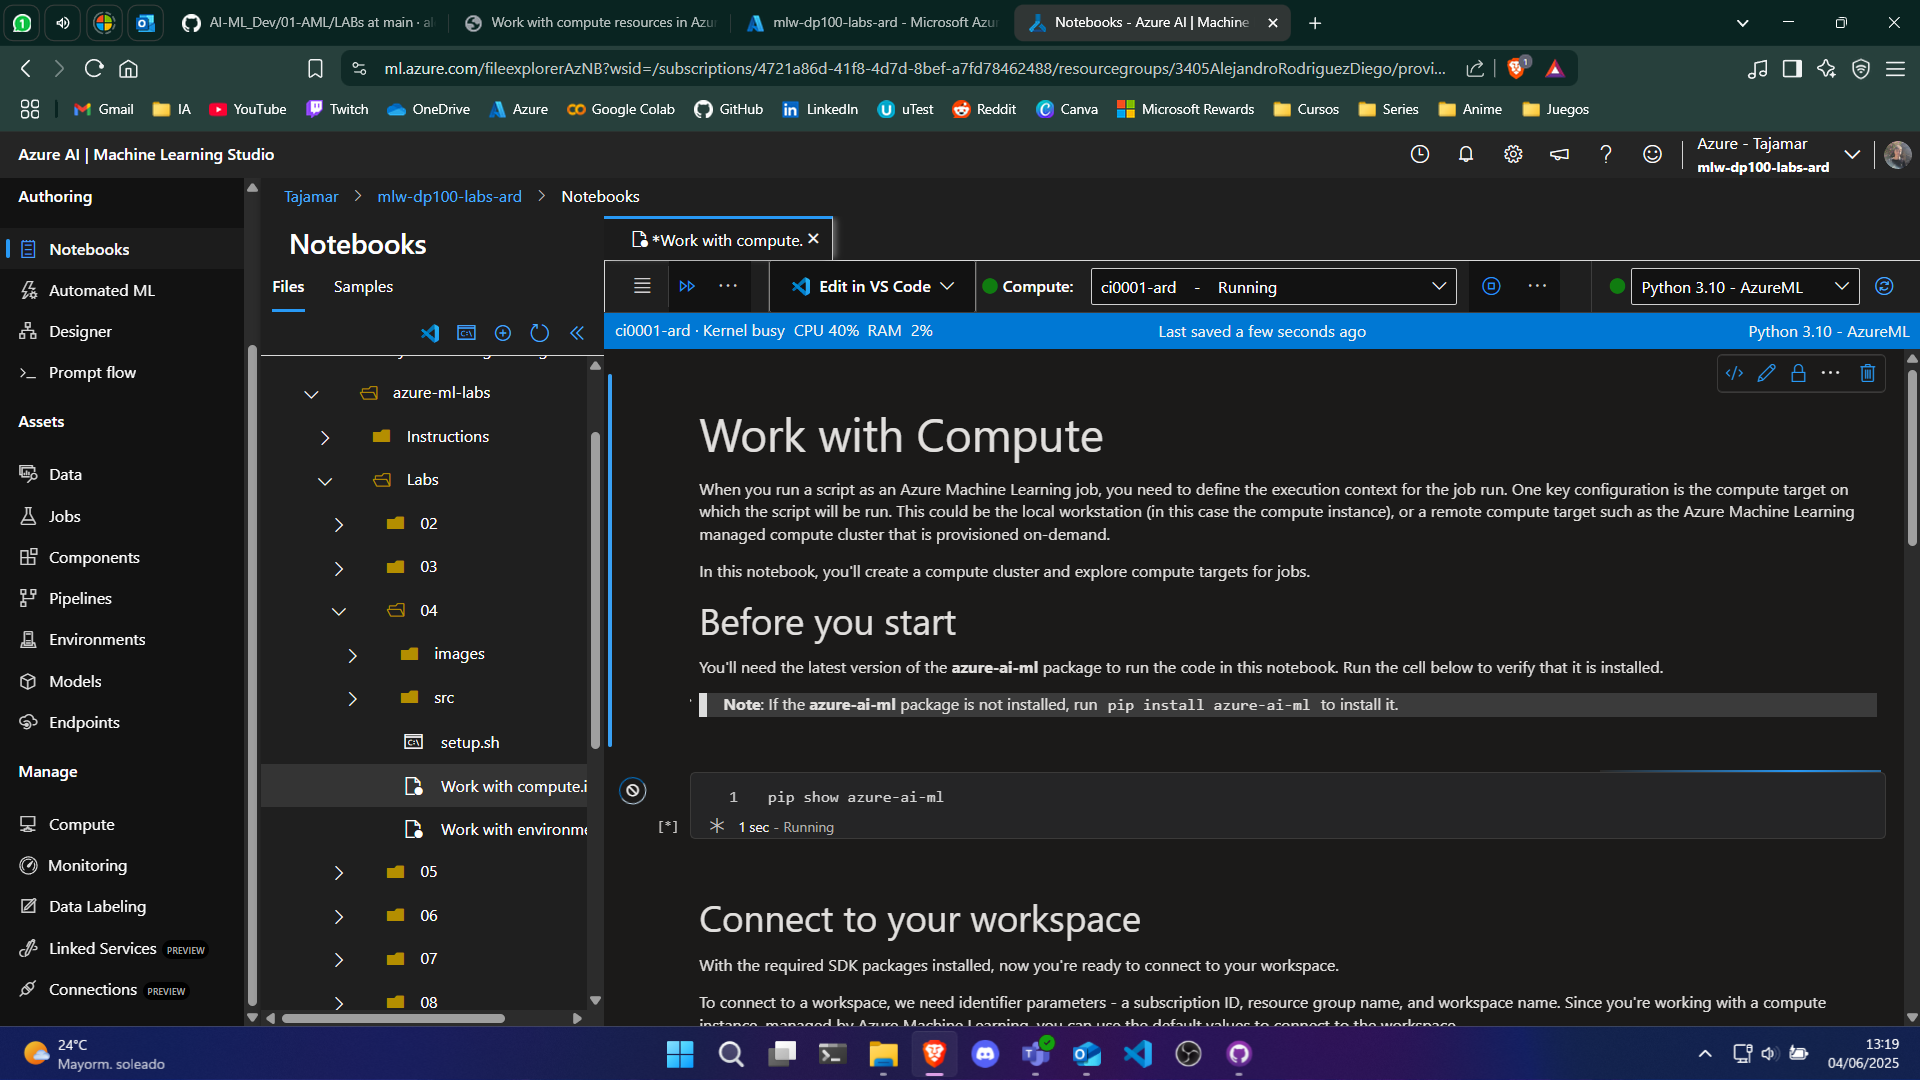 AI-ML_Dev/01-AML/LABs at main · al
Work with compute resources in Azu
mlw-dp100-labs-ard - Microsoft Azur
Notebooks - Azure AI | Machine
ml.azure.com/fileexplorerAzNB?wsid=/subscriptions/4721a86d-41f8-4d7d-8bef-a7fd78462488/resourcegroups/3405AlejandroRodriguezDiego/provi...
Gmail
IA
YouTube
Twitch
OneDrive
Azure
Google Colab
GitHub
LinkedIn
uTest
Reddit
Canva
Microsoft Rewards
Cursos
Series
Anime
Juegos
Azure AI | Machine Learning Studio
Azure - Tajamar
mlw-dp100-labs-ard
Authoring
Notebooks
Automated ML
Designer
Prompt flow
Assets
Data
Jobs
Components
Pipelines
Environments
Models
Endpoints
Manage
Compute
Monitoring
Data Labeling
Linked Services PREVIEW
Connections PREVIEW
Tajamar > mlw-dp100-labs-ard > Notebooks
Notebooks
Files
Samples
azure-ml-labs
Instructions
Labs
02
03
04
images
src
setup.sh
Work with compute.i
Work with environme
05
06
07
08
*Work with compute.
Edit in VS Code
Compute:
ci0001-ard - Running
Python 3.10 - AzureML
ci0001-ard · Kernel busy CPU 40% RAM 2%
Last saved a few seconds ago
Python 3.10 - AzureML
Work with Compute
When you run a script as an Azure Machine Learning job, you need to define the execution context for the job run. One key configuration is the compute target on
which the script will be run. This could be the local workstation (in this case the compute instance), or a remote compute target such as the Azure Machine Learning
managed compute cluster that is provisioned on-demand.
In this notebook, you'll create a compute cluster and explore compute targets for jobs.
Before you start
You'll need the latest version of the azure-ai-ml package to run the code in this notebook. Run the cell below to verify that it is installed.
Note: If the azure-ai-ml package is not installed, run pip install azure-ai-ml to install it.
1 pip show azure-ai-ml
[*] 1 sec - Running
Connect to your workspace
With the required SDK packages installed, now you're ready to connect to your workspace.
To connect to a workspace, we need identifier parameters - a subscription ID, resource group name, and workspace name. Since you're working with a compute
instance, managed by Azure Machine Learning, you can use the default values to connect to the workspace.
24°C
Mayorm. soleado
13:19
04/06/2025